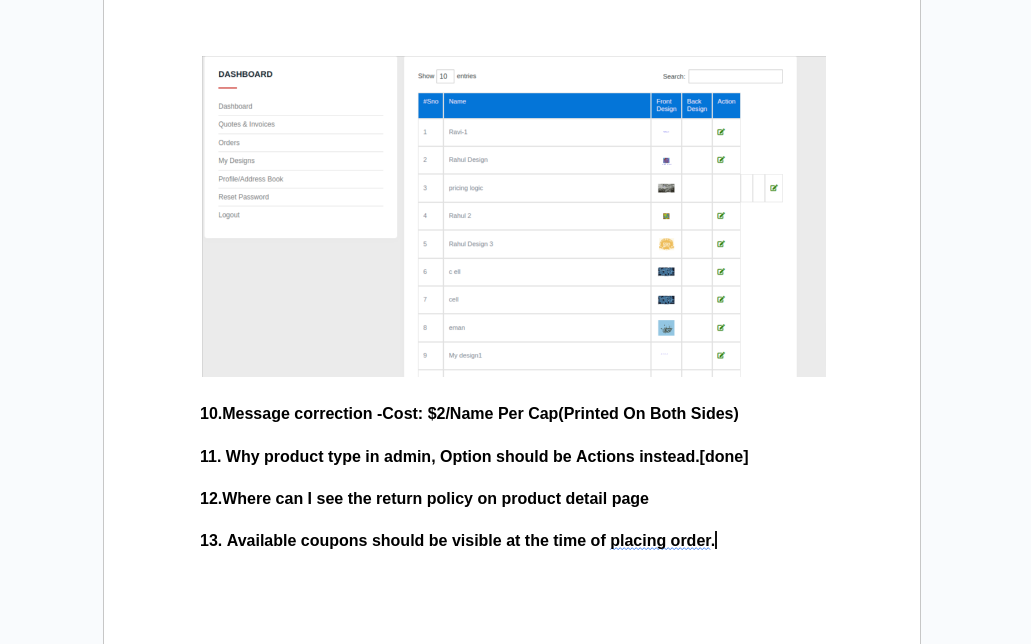 DASHBOARD
Dashboard
Quotes & Invoices
Orders
My Designs
Profile/Address Book
Reset Password
Logout
Show 10 entries
Search:
#Sno Name Front Design Back Design Action
1 Ravi-1
2 Rahul Design
3 pricing logic
4 Rahul 2
5 Rahul Design 3
6 c ell
7 cell
8 eman
9 My design1
10.Message correction -Cost: $2/Name Per Cap(Printed On Both Sides)
11. Why product type in admin, Option should be Actions instead.[done]
12.Where can I see the return policy on product detail page
13. Available coupons should be visible at the time of placing order.